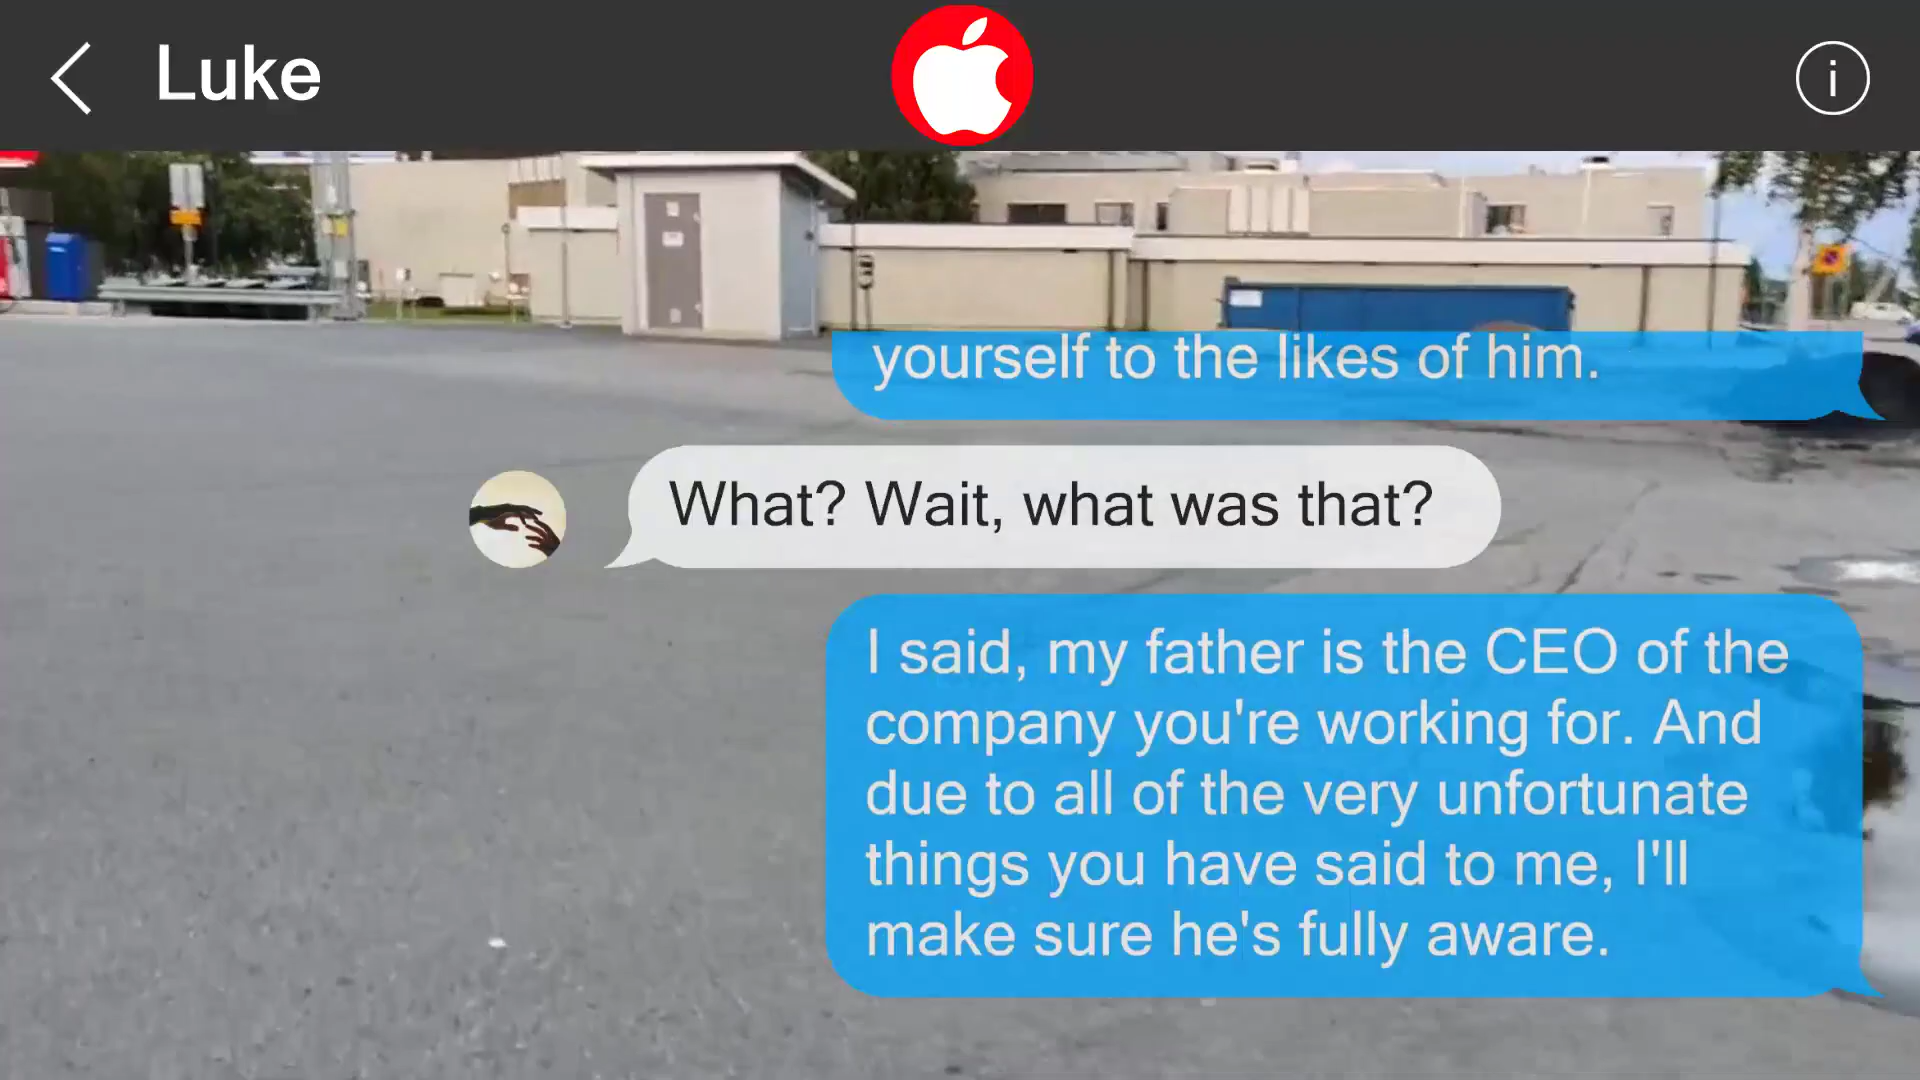 Luke
yourself to the likes of him.
What? Wait, what was that?
I said, my father is the CEO of the
company you're working for. And
due to all of the very unfortunate
things you have said to me, I'll
make sure he's fully aware.